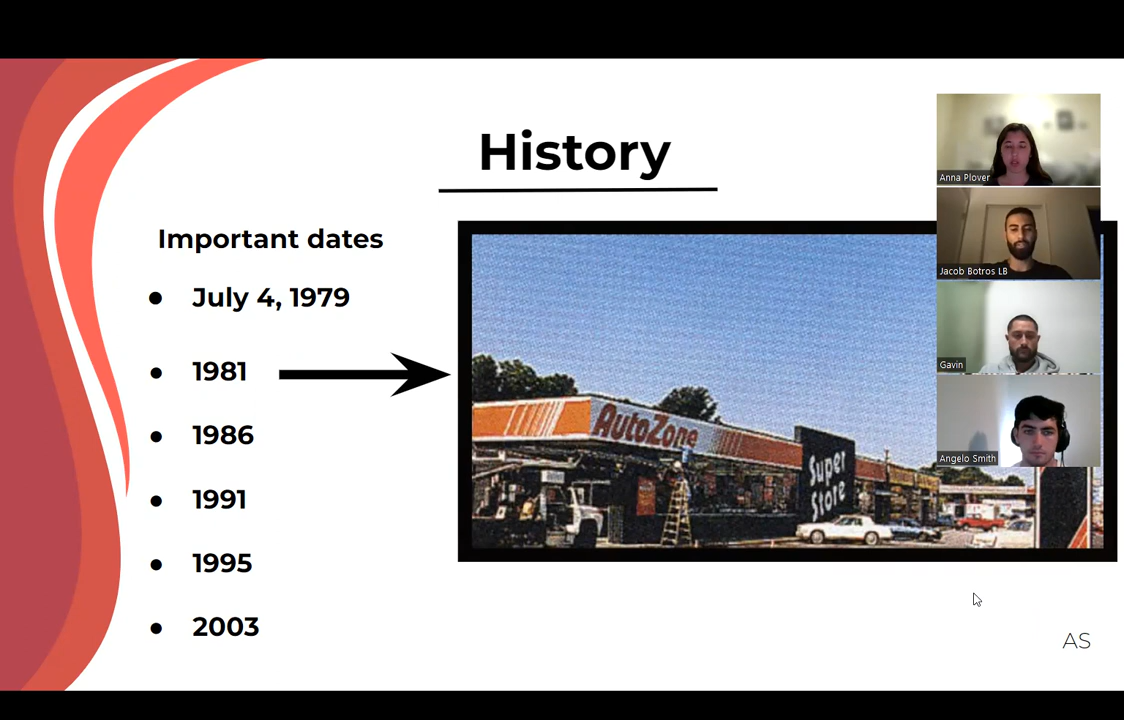 History
Important dates
July 4, 1979
1981
1986
1991
1995
2003
AutoZone
Super
Store
Anna Plover
Jacob Botros LB
Gavin
Angelo Smith
AS